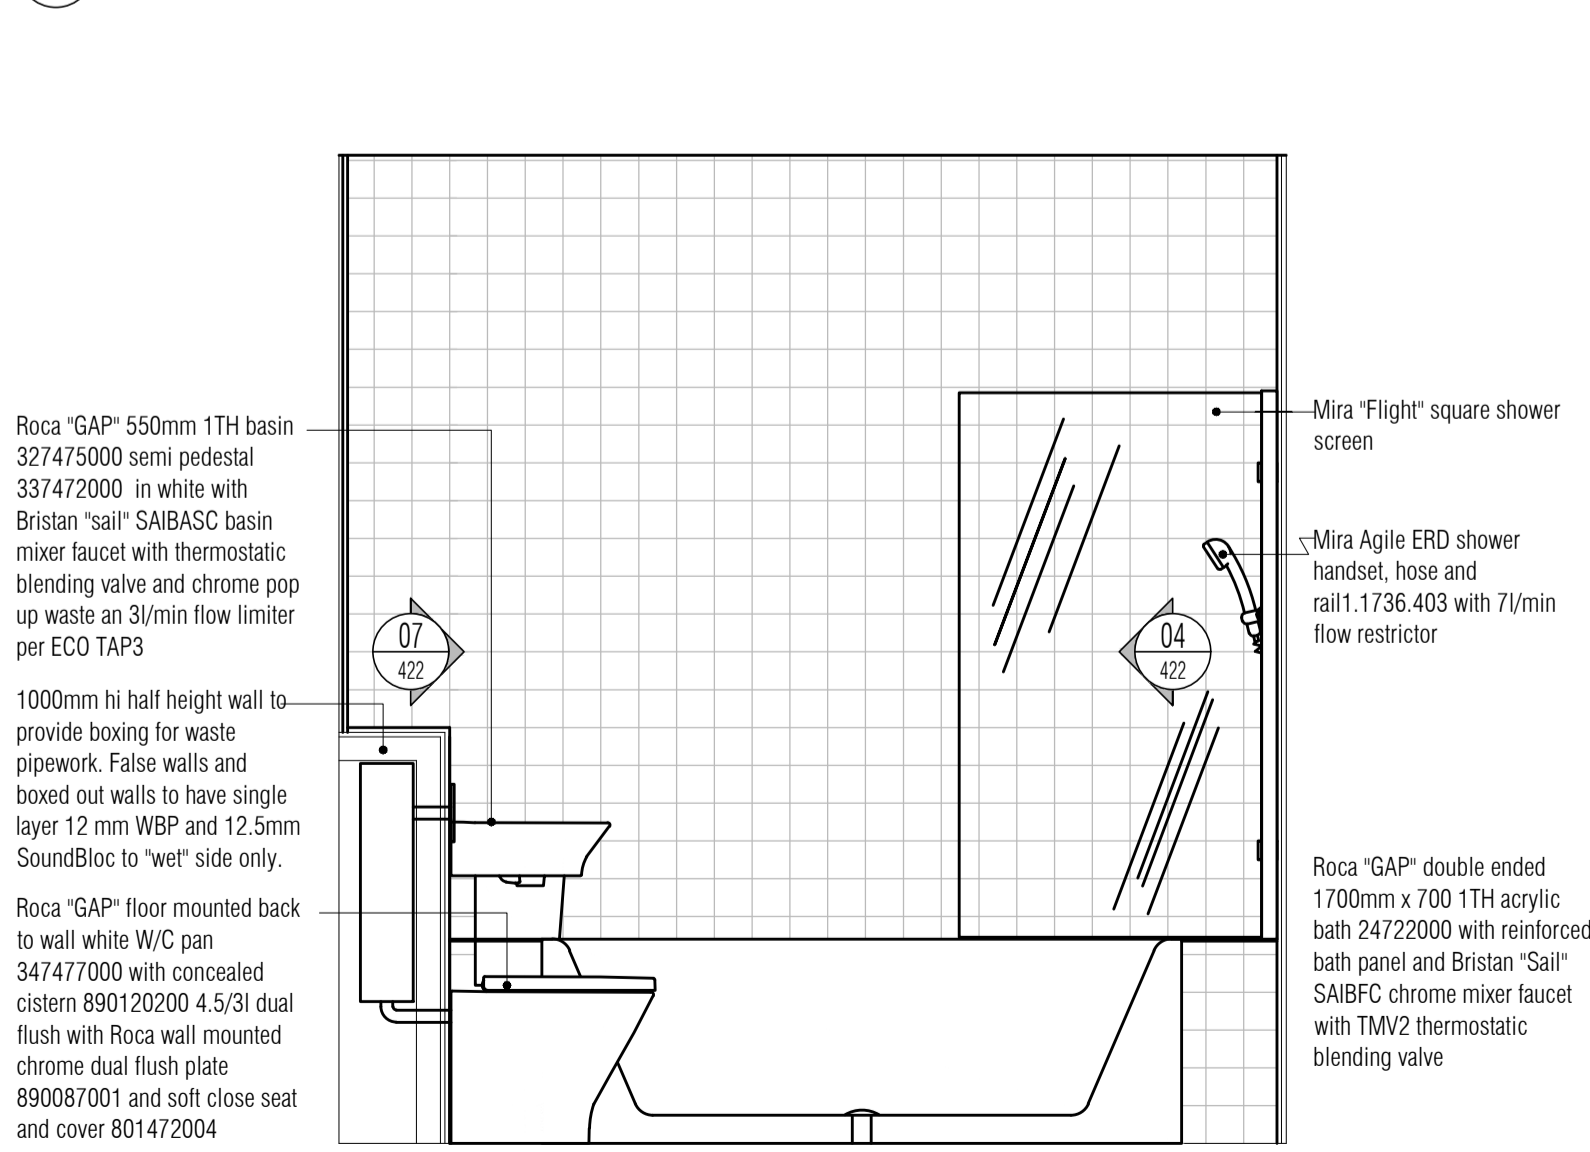 Roca "GAP" 550mm 1TH basin
327475000 semi pedestal
337472000 in white with
Bristan "sail" SAIBASC basin
mixer faucet with thermostatic
blending valve and chrome pop
up waste an 3l/min flow limiter
per ECO TAP3
1000mm hi half height wall to
provide boxing for waste
pipework. False walls and
boxed out walls to have single
layer 12 mm WBP and 12.5mm
SoundBloc to "wet" side only.
Roca "GAP" floor mounted back
to wall white W/C pan
347477000 with concealed
cistern 890120200 4.5/3l dual
flush with Roca wall mounted
chrome dual flush plate
890087001 and soft close seat
and cover 801472004
07
422
04
422
Mira "Flight" square shower
screen
Mira Agile ERD shower
handset, hose and
rail1.1736.403 with 7l/min
flow restrictor
Roca "GAP" double ended
1700mm x 700 1TH acrylic
bath 24722000 with reinforced
bath panel and Bristan "Sail"
SAIBFC chrome mixer faucet
with TMV2 thermostatic
blending valve